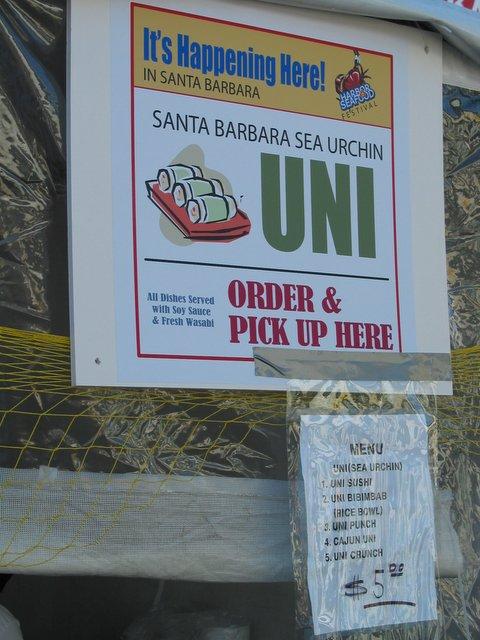 It's Happening Here!
IN SANTA BARBARA
HARBOR
SEAFOOD
FESTIVAL
SANTA BARBARA SEA URCHIN
UNI
All Dishes Served
with Soy Sauce
& Fresh Wasabi
ORDER &
PICK UP HERE
MENU
UNI(SEA URCHIN)
1. UNI SUSHI
2. UNI BIBIMBAB
(RICE BOWL)
3. UNI PUNCH
4. CAJUN UNI
5. UNI CRUNCH
$5.00